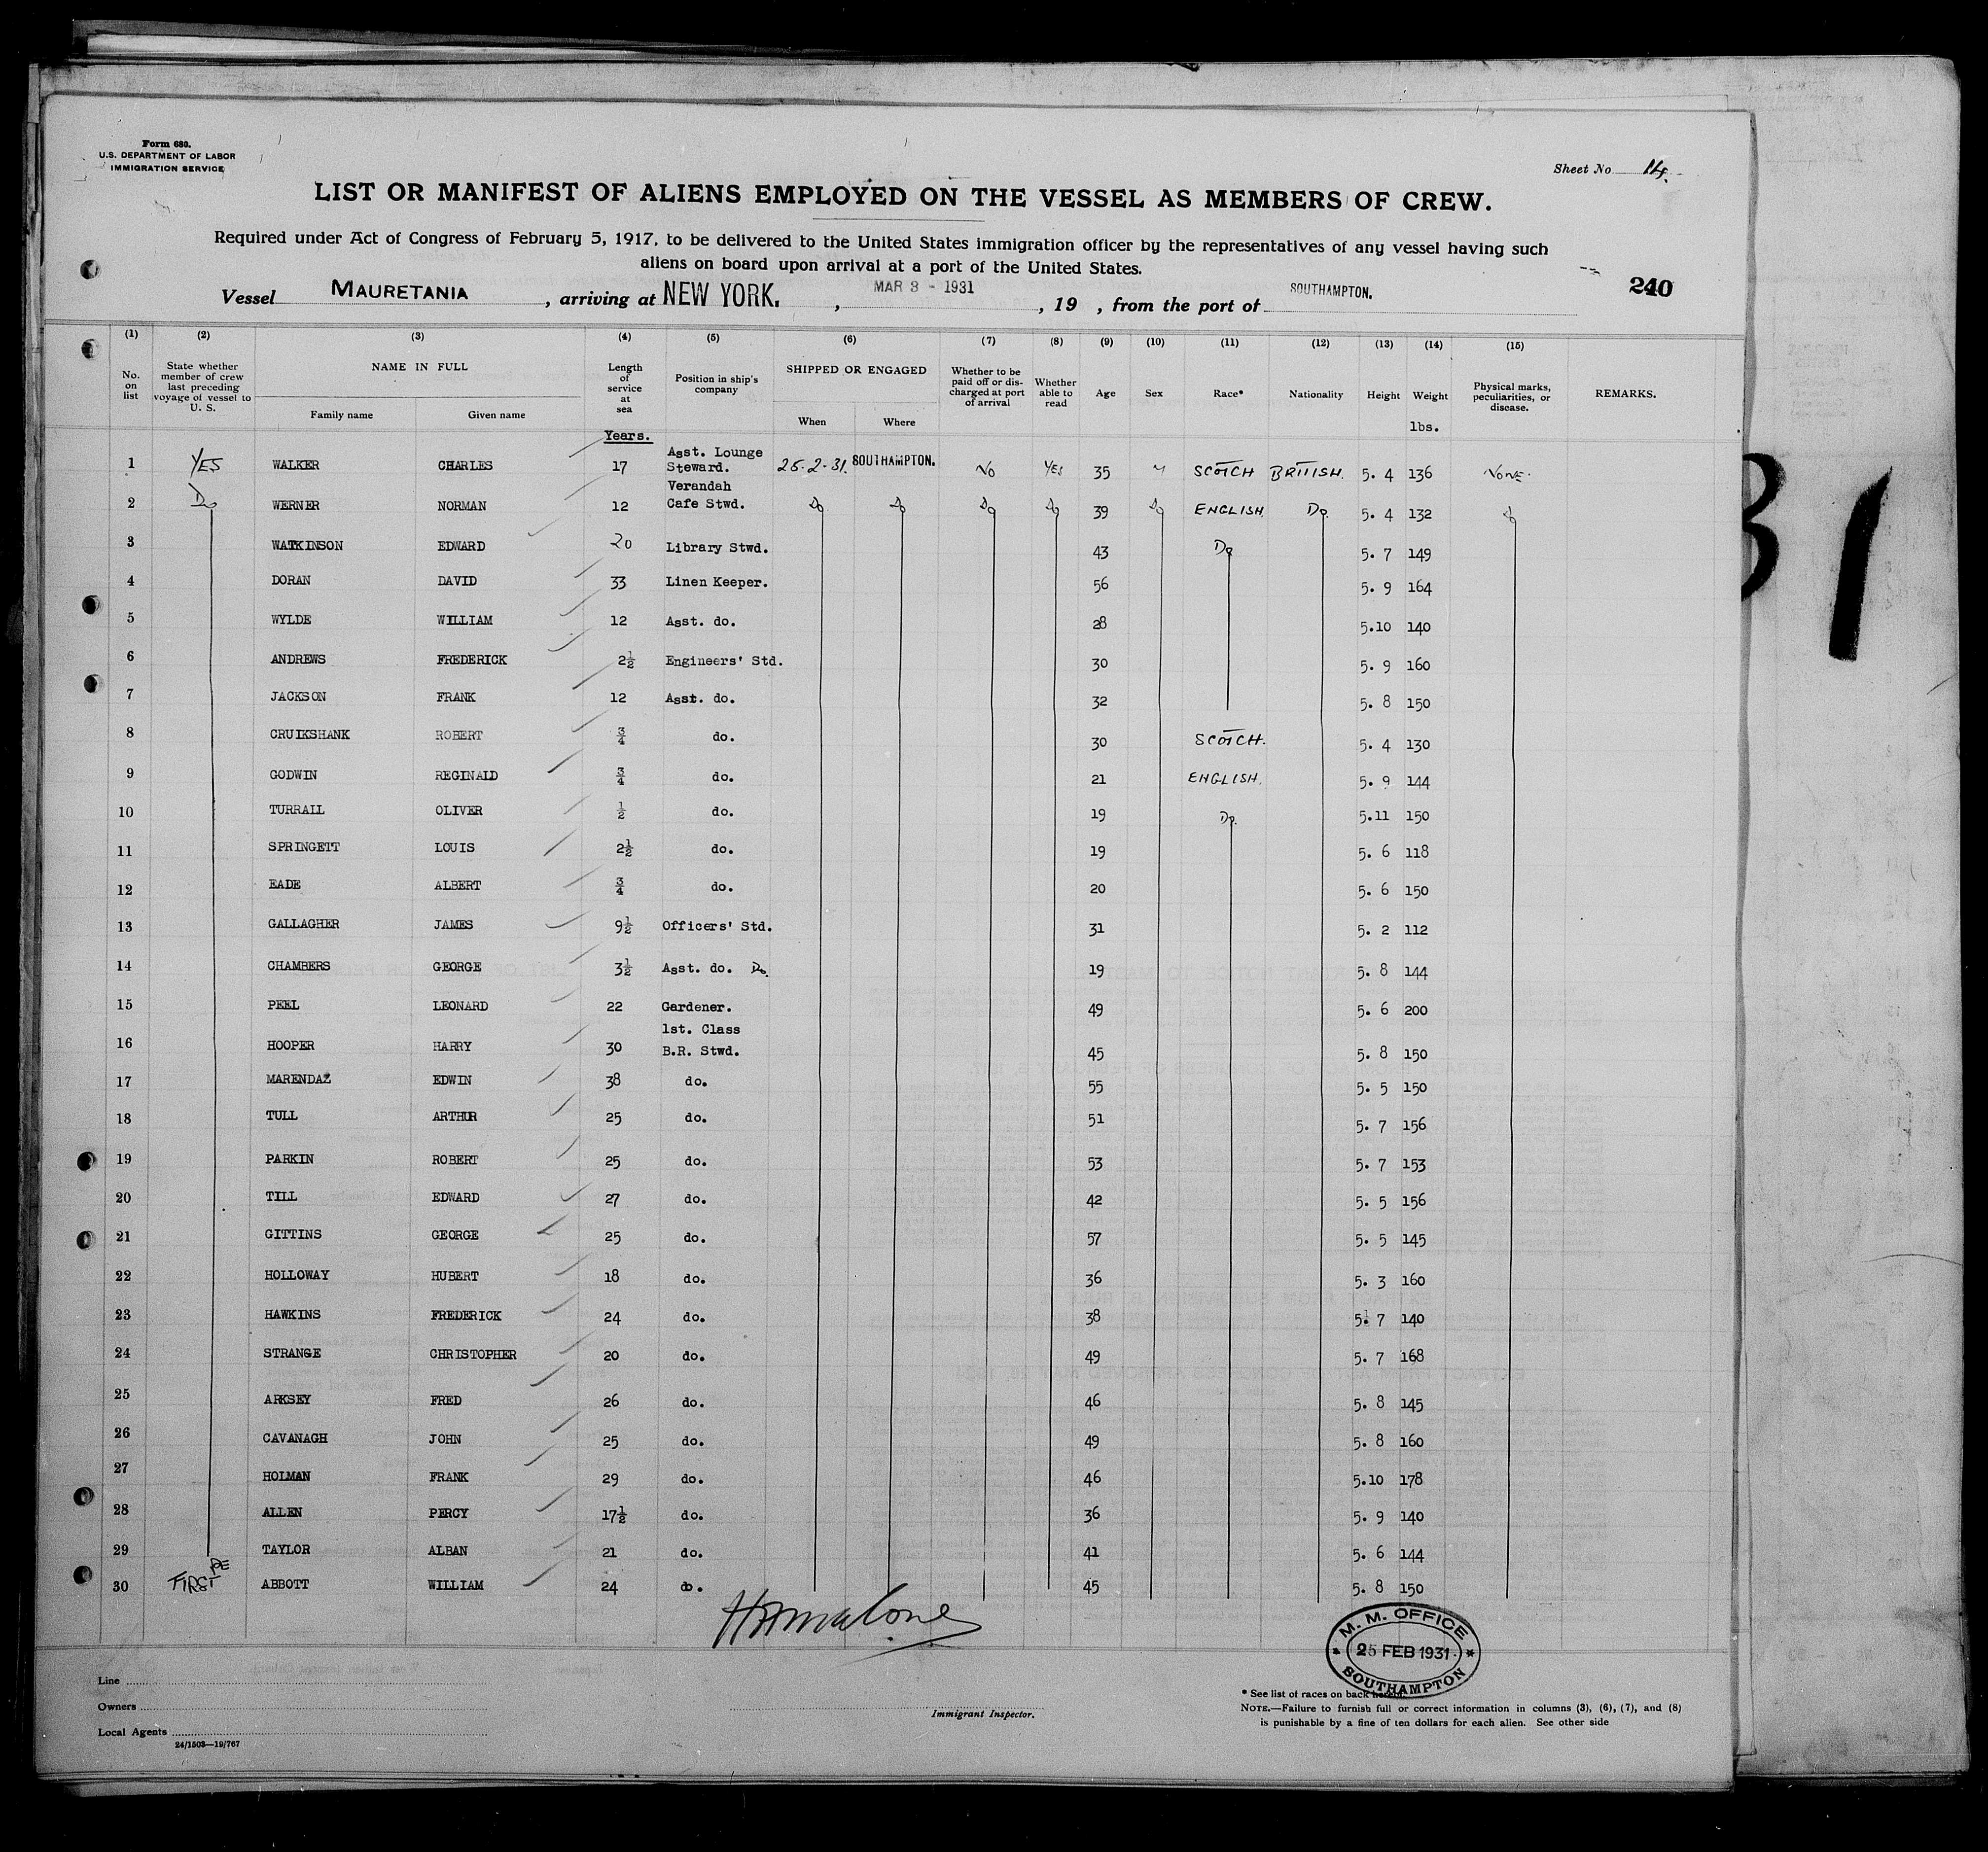 Form 680.
U.S. DEPARTMENT OF LABOR
IMMIGRATION SERVICE
Sheet No. 14.
LIST OR MANIFEST OF ALIENS EMPLOYED ON THE VESSEL AS MEMBERS OF CREW.
Required under Act of Congress of February 5, 1917, to be delivered to the United States immigration officer by the representatives of any vessel having such
aliens on board upon arrival at a port of the United States.
Vessel MAURETANIA, arriving at NEW YORK. , MAR 3 - 1931 , 19 , from the port of SOUTHAMPTON. 240
(1) (2) (3) (4) (5) (6) (7) (8) (9) (10) (11) (12) (13) (14) (15)
No. on list State whether member of crew last preceding voyage of vessel to U. S. NAME IN FULL Family name Given name Length of service at sea Position in ship's company SHIPPED OR ENGAGED When Where Whether to be paid off or discharged at port of arrival Whether able to read Age Sex Race* Nationality Height Weight Physical marks, peculiarities, or disease. REMARKS.
Years. lbs.
1 YES WALKER CHARLES 17 Asst. Lounge Steward. 25-2-31. SOUTHAMPTON. No YES 35 M SCOTCH BRITISH. 5. 4 136 NONE.
2 Do WERNER NORMAN 12 Verandah Cafe Stwd. Do Do Do Do 39 Do ENGLISH. Do. 5. 4 132 Do
3 WATKINSON EDWARD 20 Library Stwd. 43 Do 5. 7 149
4 DORAN DAVID 33 Linen Keeper. 56 5. 9 164
5 WYLDE WILLIAM 12 Asst. do. 28 5.10 140
6 ANDREWS FREDERICK 2½ Engineers' Std. 30 5. 9 160
7 JACKSON FRANK 12 Asst. do. 32 5. 8 150
8 CRUIKSHANK ROBERT ¾ do. 30 SCOTCH. 5. 4 130
9 GODWIN REGINALD ¾ do. 21 ENGLISH. 5. 9 144
10 TURRALL OLIVER ½ do. 19 Do. 5.11 150
11 SPRINGETT LOUIS 2½ do. 19 5. 6 118
12 EADE ALBERT ¾ do. 20 5. 6 150
13 GALLAGHER JAMES 9½ Officers' Std. 31 5. 2 112
14 CHAMBERS GEORGE 3½ Asst. do. Do. 19 5. 8 144
15 PEEL LEONARD 22 Gardener. 49 5. 6 200
16 HOOPER HARRY 30 1st. Class B.R. Stwd. 45 5. 8 150
17 MARENDAZ EDWIN 38 do. 55 5. 5 150
18 TULL ARTHUR 25 do. 51 5. 7 156
19 PARKIN ROBERT 25 do. 53 5. 7 153
20 TILL EDWARD 27 do. 42 5. 5 156
21 GITTINS GEORGE 25 do. 57 5. 5 145
22 HOLLOWAY HUBERT 18 do. 36 5. 3 160
23 HAWKINS FREDERICK 24 do. 38 5. 7 140
24 STRANGE CHRISTOPHER 20 do. 49 5. 7 168
25 ARKSEY FRED 26 do. 46 5. 8 145
26 CAVANAGH JOHN 25 do. 49 5. 8 160
27 HOLMAN FRANK 29 do. 46 5.10 178
28 ALLEN PERCY 17½ do. 36 5. 9 140
29 TAYLOR ALBAN 21 do. 41 5. 6 144
30 FIRST ABBOTT WILLIAM 24 do. 45 5. 8 150
M. M. OFFICE
25 FEB 1931
SOUTHAMPTON
Line
Owners
Local Agents
24/1503—19/767
Immigrant Inspector.
* See list of races on back hereof.
NOTE.—Failure to furnish full or correct information in columns (3), (6), (7), and (8)
is punishable by a fine of ten dollars for each alien. See other side
31